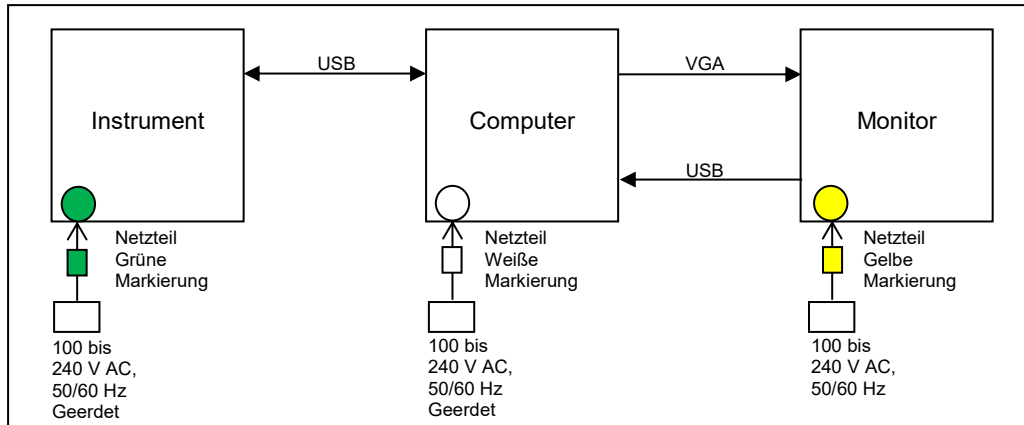 USB
VGA
Instrument
Computer
Monitor
USB
Netzteil
Grüne
Markierung
Netzteil
Weiße
Markierung
Netzteil
Gelbe
Markierung
100 bis
240 V AC,
50/60 Hz
Geerdet
100 bis
240 V AC,
50/60 Hz
Geerdet
100 bis
240 V AC,
50/60 Hz